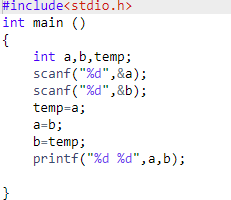 #include<stdio.h>
int main ()
{
    int a,b,temp;
    scanf("%d",&a);
    scanf("%d",&b);
    temp=a;
    a=b;
    b=temp;
    printf("%d %d",a,b);
}